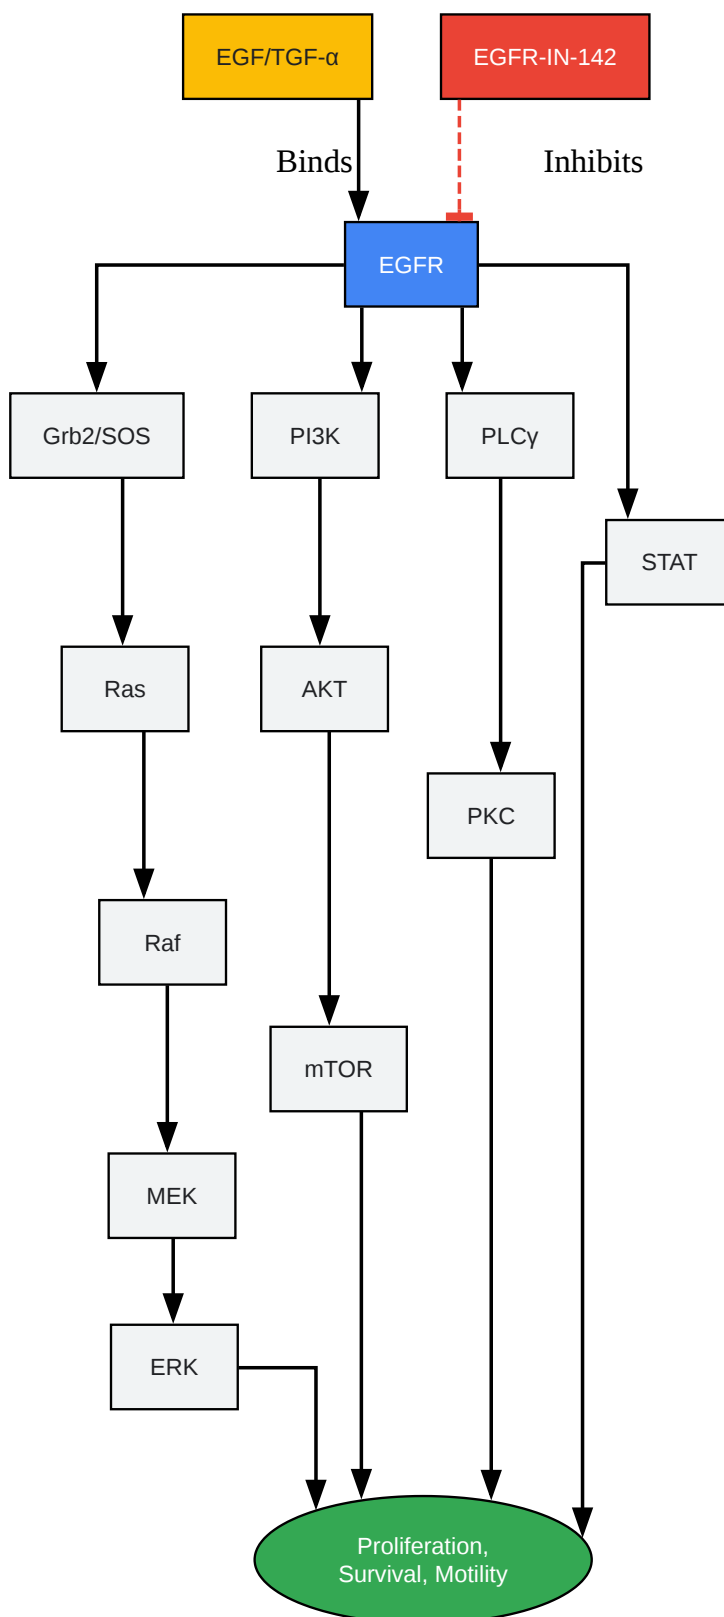 EGF/TGF-α
EGFR-IN-142
Binds
Inhibits
EGFR
Grb2/SOS
PI3K
PLCγ
STAT
Ras
AKT
PKC
Raf
mTOR
MEK
ERK
Proliferation,
Survival, Motility